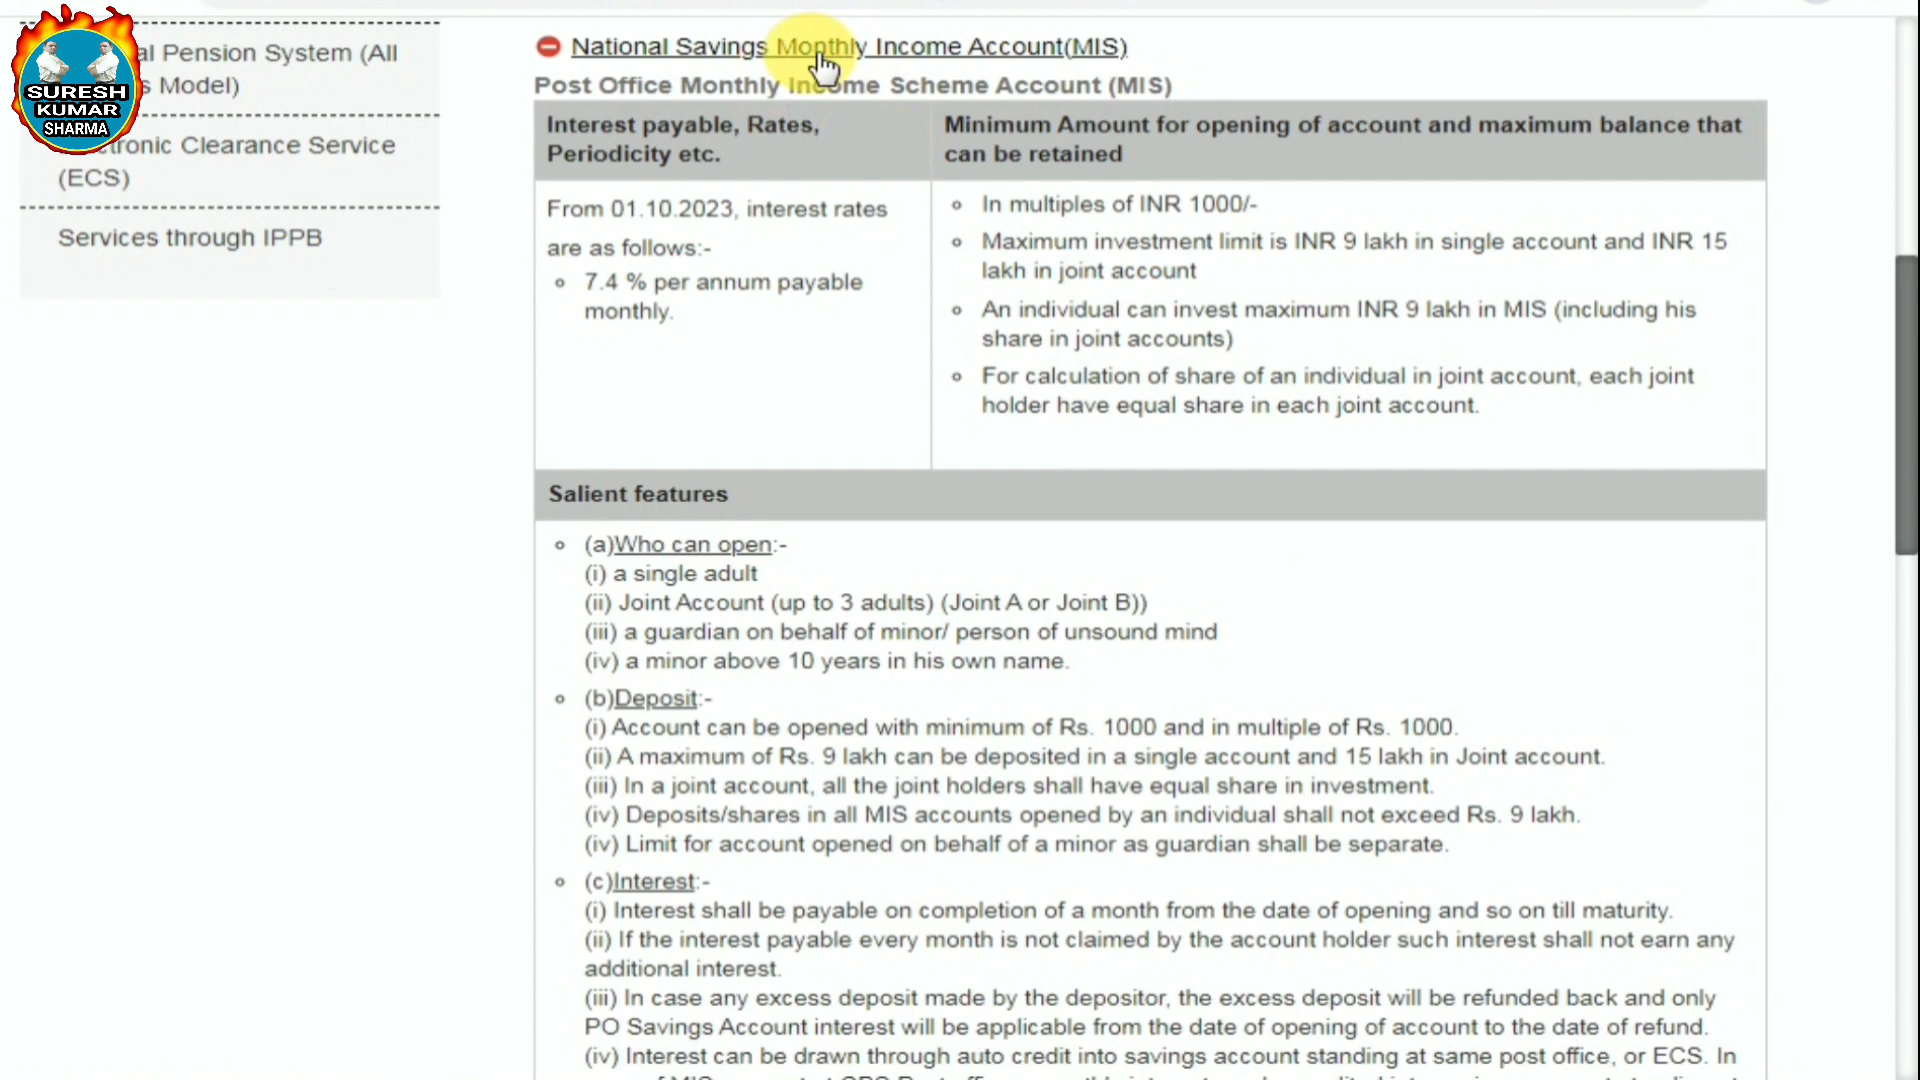 SURESH
KUMAR
SHARMA
al Pension System (All
s Model)
tronic Clearance Service
(ECS)
Services through IPPB
National Savings Monthly Income Account(MIS)
Post Office Monthly Income Scheme Account (MIS)
Interest payable, Rates,
Periodicity etc.
Minimum Amount for opening of account and maximum balance that
can be retained
From 01.10.2023, interest rates
are as follows:-
7.4 % per annum payable
monthly.
In multiples of INR 1000/-
Maximum investment limit is INR 9 lakh in single account and INR 15
lakh in joint account
An individual can invest maximum INR 9 lakh in MIS (including his
share in joint accounts)
For calculation of share of an individual in joint account, each joint
holder have equal share in each joint account.
Salient features
(a)Who can open:-
(i) a single adult
(ii) Joint Account (up to 3 adults) (Joint A or Joint B))
(iii) a guardian on behalf of minor/ person of unsound mind
(iv) a minor above 10 years in his own name.
(b)Deposit:-
(i) Account can be opened with minimum of Rs. 1000 and in multiple of Rs. 1000.
(ii) A maximum of Rs. 9 lakh can be deposited in a single account and 15 lakh in Joint account.
(iii) In a joint account, all the joint holders shall have equal share in investment.
(iv) Deposits/shares in all MIS accounts opened by an individual shall not exceed Rs. 9 lakh.
(iv) Limit for account opened on behalf of a minor as guardian shall be separate.
(c)Interest:-
(i) Interest shall be payable on completion of a month from the date of opening and so on till maturity.
(ii) If the interest payable every month is not claimed by the account holder such interest shall not earn any
additional interest.
(iii) In case any excess deposit made by the depositor, the excess deposit will be refunded back and only
PO Savings Account interest will be applicable from the date of opening of account to the date of refund.
(iv) Interest can be drawn through auto credit into savings account standing at same post office, or ECS. In